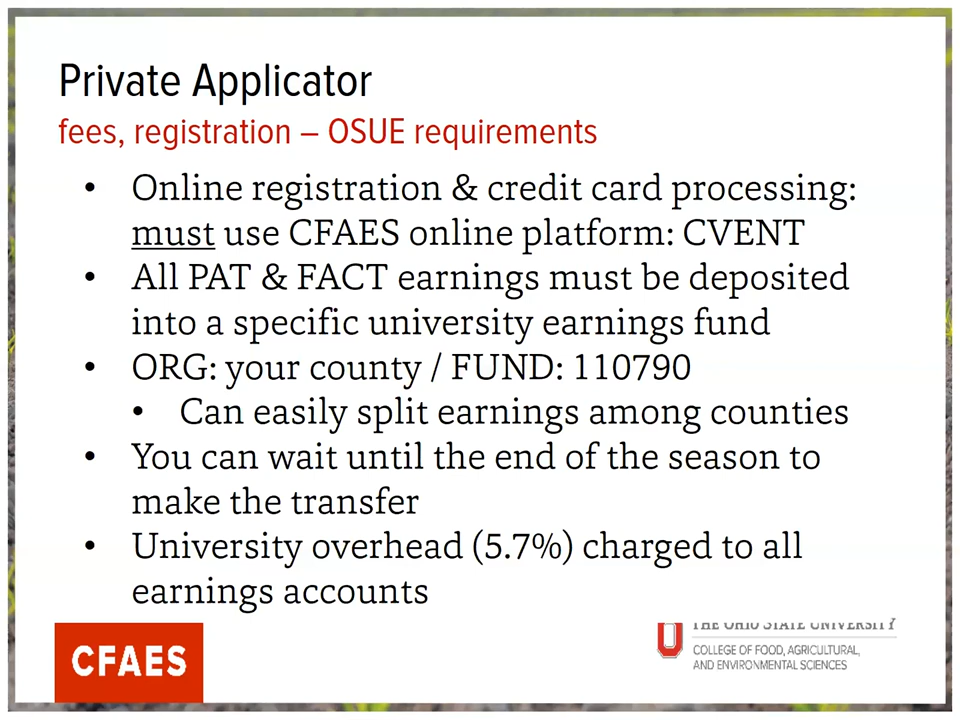 Private Applicator
fees, registration – OSUE requirements
• Online registration & credit card processing:
must use CFAES online platform: CVENT
• All PAT & FACT earnings must be deposited
into a specific university earnings fund
• ORG: your county / FUND: 110790
• Can easily split earnings among counties
• You can wait until the end of the season to
make the transfer
• University overhead (5.7%) charged to all
earnings accounts
CFAES
THE OHIO STATE UNIVERSITY
COLLEGE OF FOOD, AGRICULTURAL,
AND ENVIRONMENTAL SCIENCES